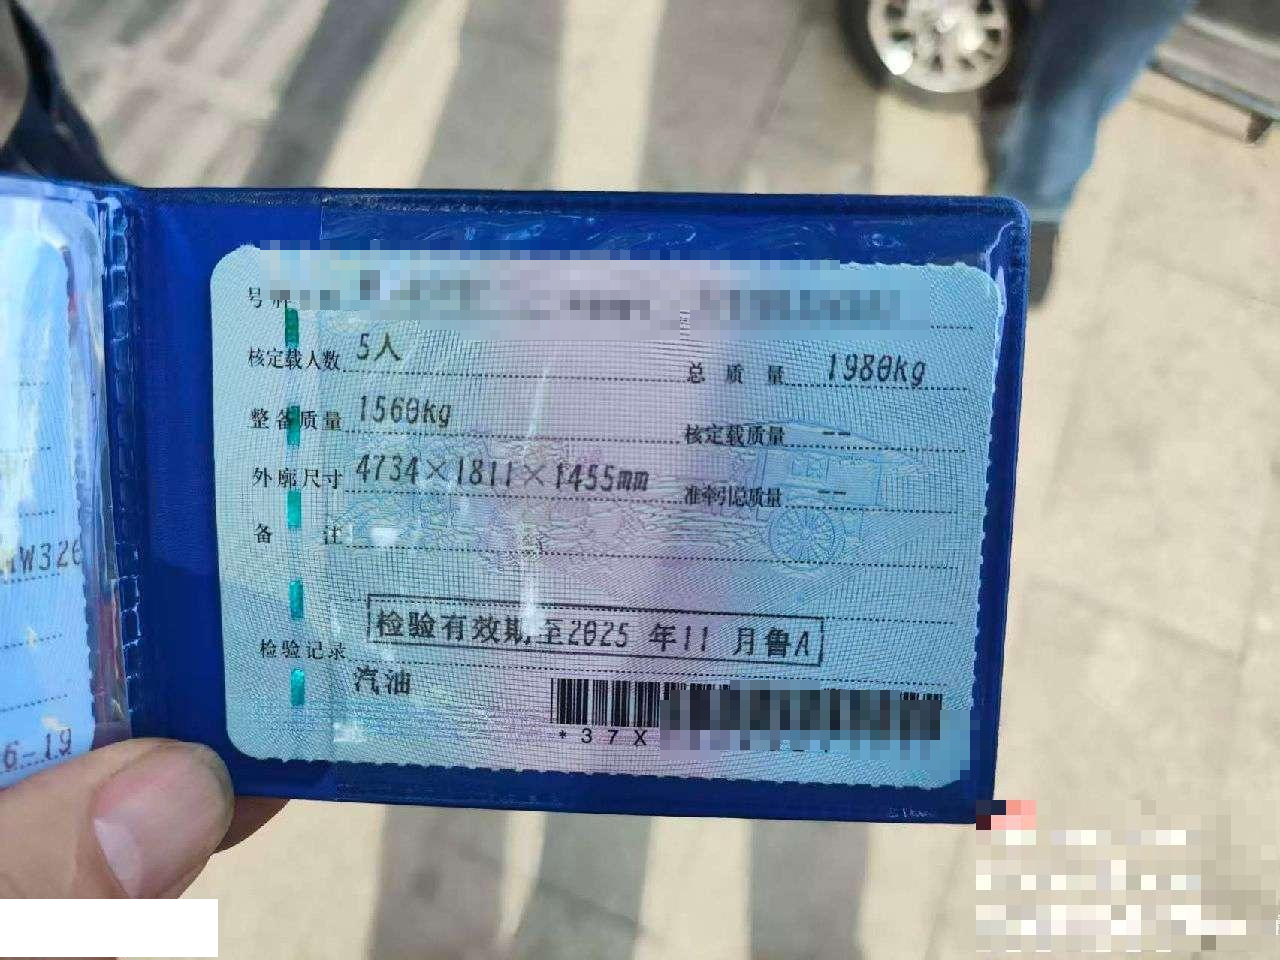 号牌
核定载人数 5人 总质量 1980kg
整备质量 1560kg 核定载质量 --
外廓尺寸 4734×1811×1455mm 准牵引总质量 --
备注
检验有效期至2025年11月鲁A
检验记录
汽油
*37X
W326
6-19